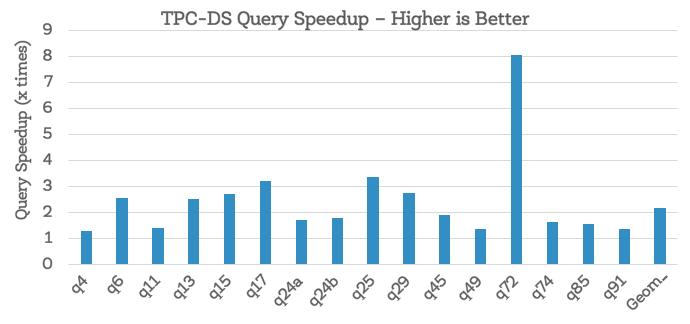 TPC-DS Query Speedup – Higher is Better
Query Speedup (x times)
9
8
7
6
5
4
3
2
1
0
q4
q6
q11
q13
q15
q17
q24a
q24b
q25
q29
q45
q49
q72
q74
q85
q91
Geom…